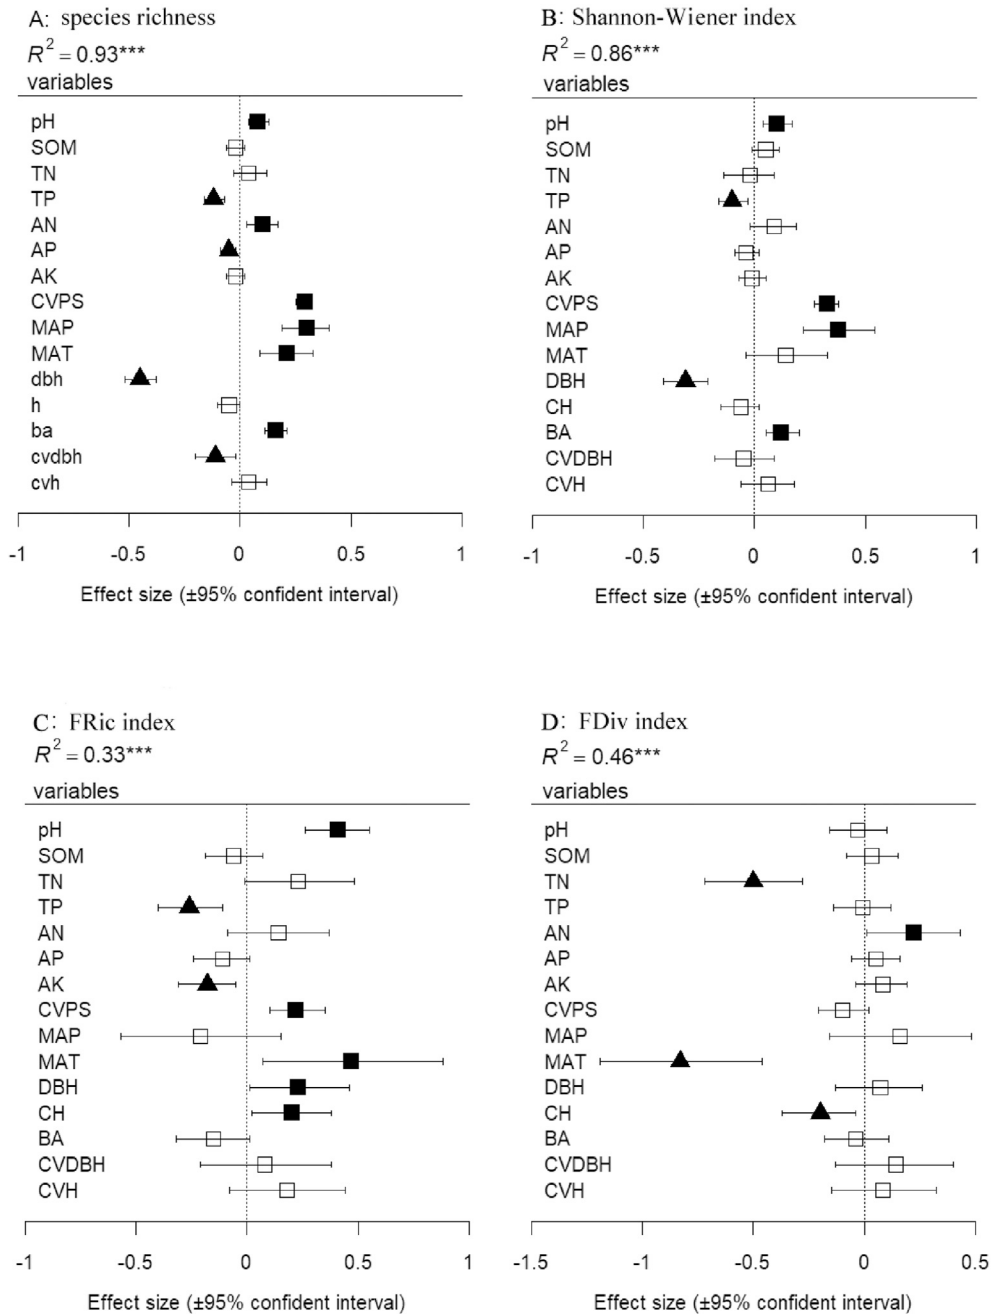 A: species richness
R² = 0.93***
variables
pH
SOM
TN
TP
AN
AP
AK
CVPS
MAP
MAT
dbh
h
ba
cvdbh
cvh
-1 -0.5 0 0.5 1
Effect size (±95% confident interval)
B: Shannon-Wiener index
R² = 0.86***
variables
pH
SOM
TN
TP
AN
AP
AK
CVPS
MAP
MAT
DBH
CH
BA
CVDBH
CVH
-1 -0.5 0 0.5 1
Effect size (±95% confident interval)
C: FRic index
R² = 0.33***
variables
pH
SOM
TN
TP
AN
AP
AK
CVPS
MAP
MAT
DBH
CH
BA
CVDBH
CVH
-1 -0.5 0 0.5 1
Effect size (±95% confident interval)
D: FDiv index
R² = 0.46***
variables
pH
SOM
TN
TP
AN
AP
AK
CVPS
MAP
MAT
DBH
CH
BA
CVDBH
CVH
-1.5 -1 -0.5 0 0.5
Effect size (±95% confident interval)